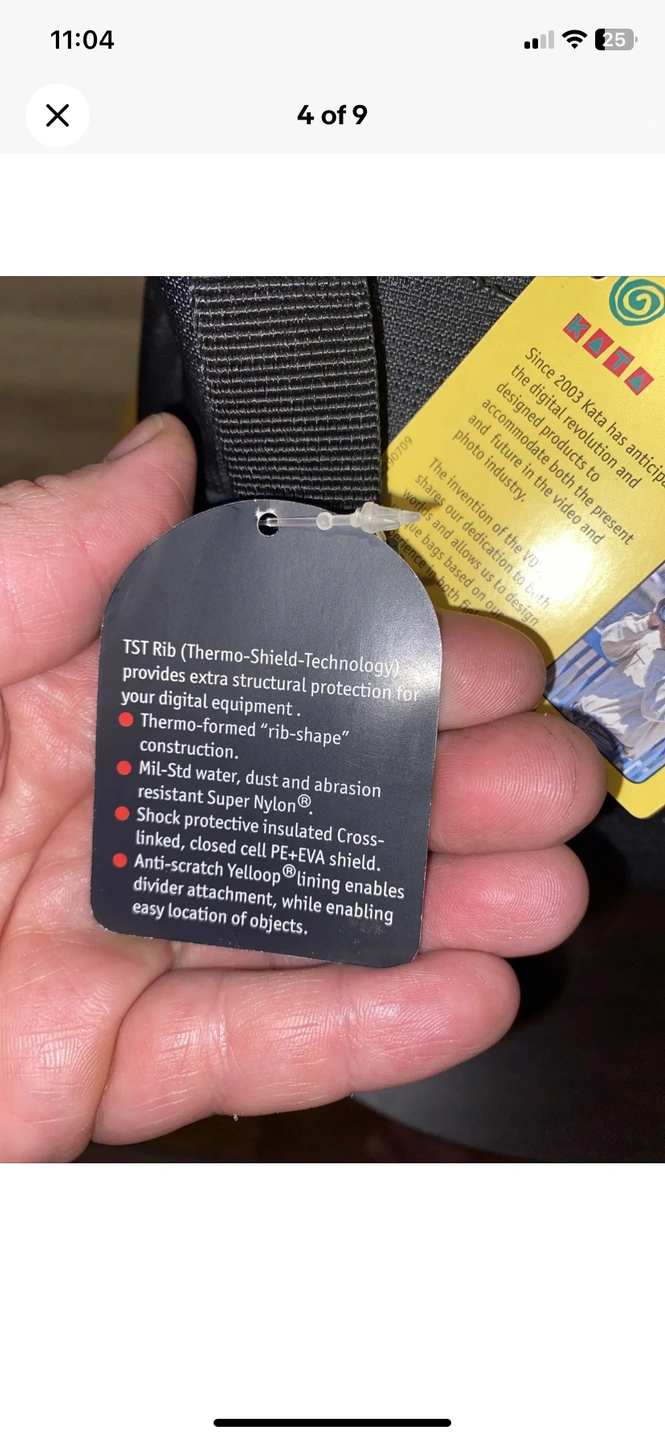 11:04
25
4 of 9
KATA
Since 2003 Kata has
the digital revolution and
designed products to
accommodate both the present
and future in the video and
photo industry.
The invention of the
shares our dedication to both
worlds and allows us to design
bags based on
in both
TST Rib (Thermo-Shield-Technology)
provides extra structural protection for
your digital equipment .
Thermo-formed “rib-shape”
construction.
Mil-Std water, dust and abrasion
resistant Super Nylon®.
Shock protective insulated Cross-
linked, closed cell PE+EVA shield.
Anti-scratch Yelloop® lining enables
divider attachment, while enabling
easy location of objects.